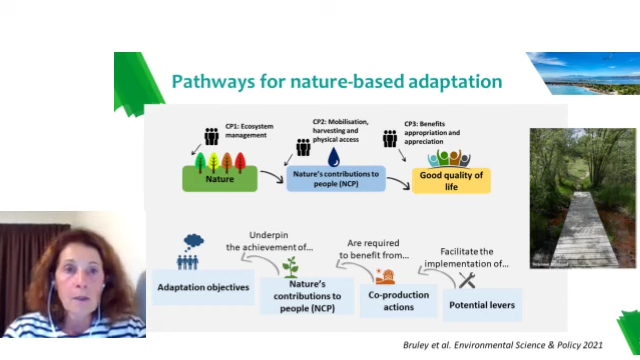 Pathways for nature-based adaptation
CP1: Ecosystem
management
CP2: Mobilisation,
harvesting and
physical access
CP3: Benefits
appropriation and
appreciation
Nature
Nature's contributions to
people (NCP)
Good quality of
life
Underpin
the achievement of...
Are required
to benefit from...
Facilitate the
implementation of...
Adaptation objectives
Nature's
contributions to
people (NCP)
Co-production
actions
Potential levers
Bruley et al. Environmental Science & Policy 2021